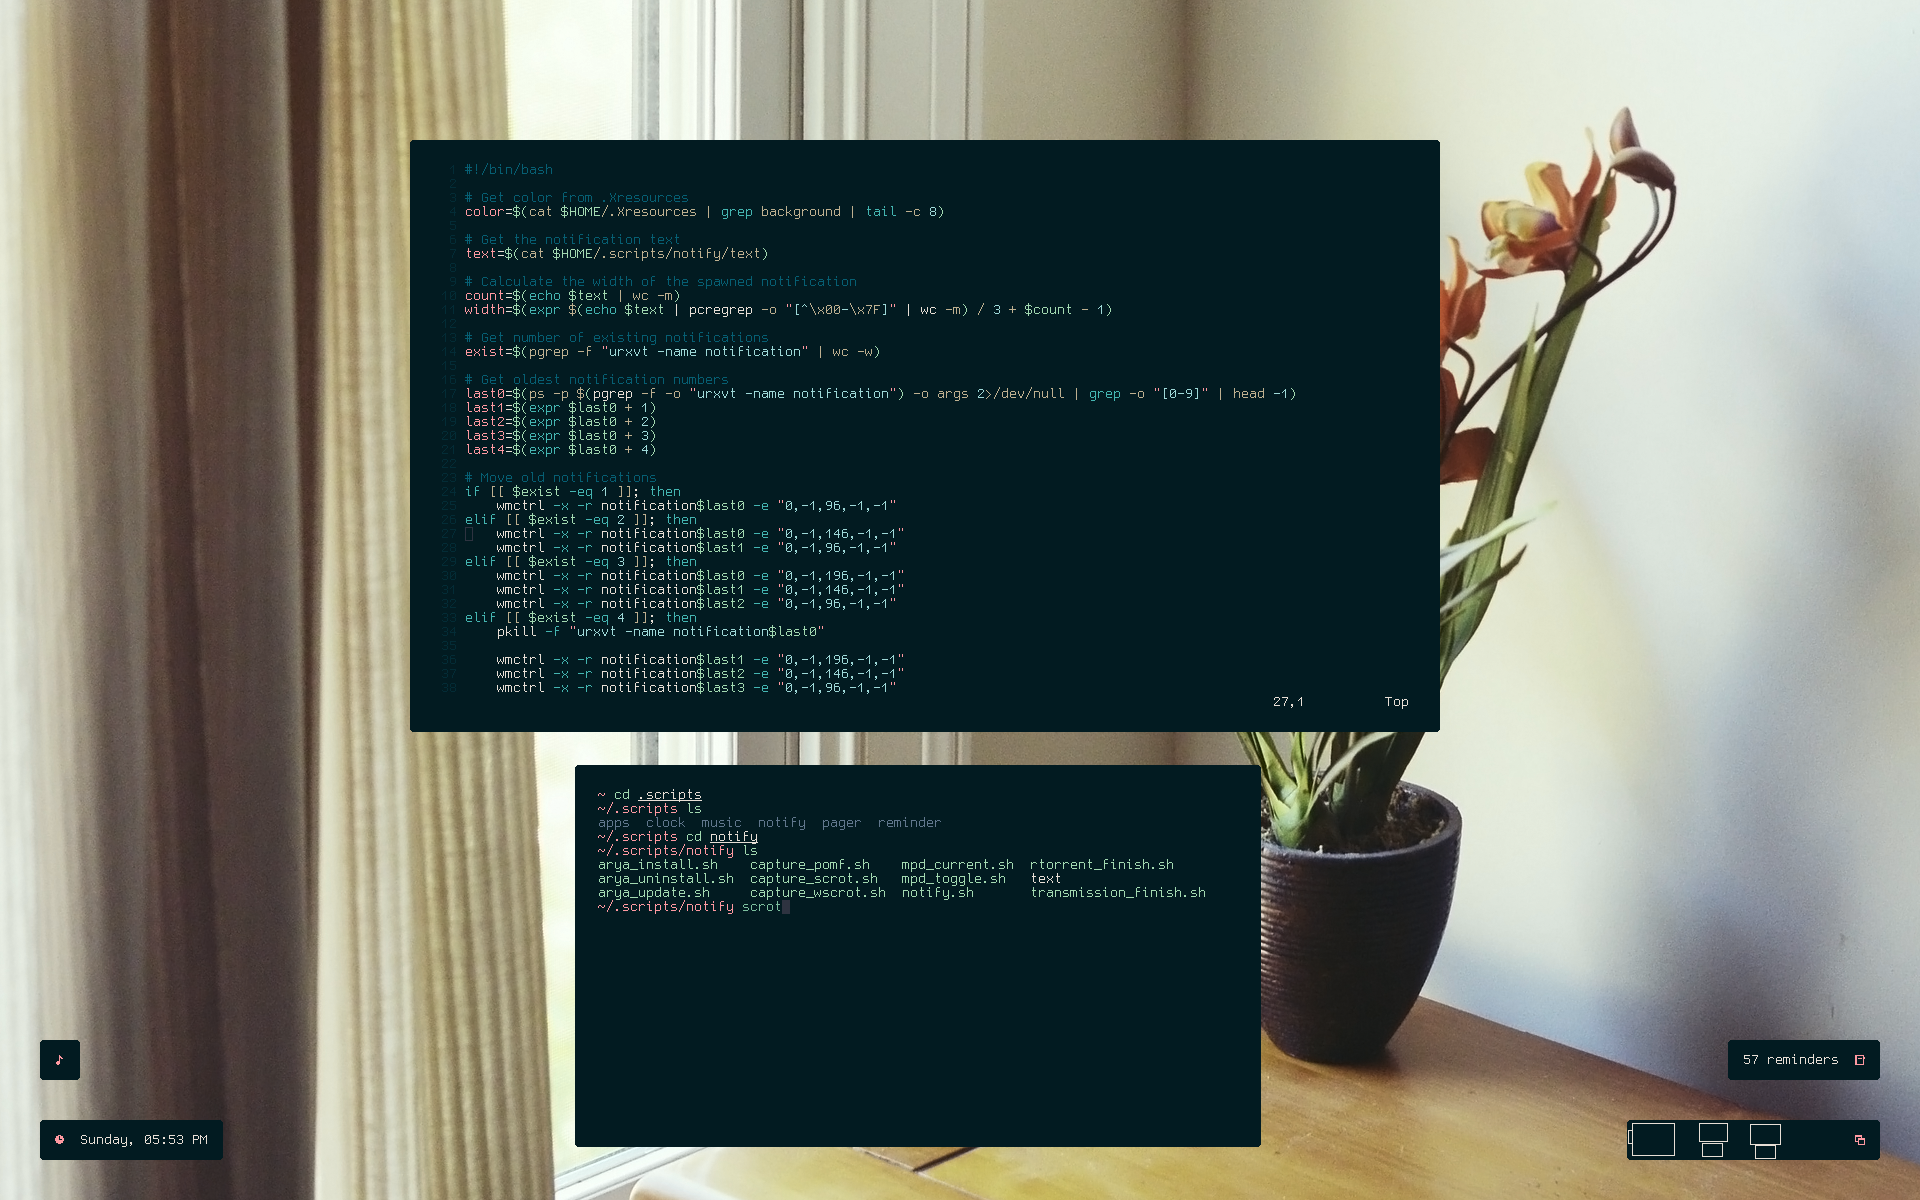 1 #!/bin/bash
2
3 # Get color from .Xresources
4 color=$(cat $HOME/.Xresources | grep background | tail -c 8)
5
6 # Get the notification text
7 text=$(cat $HOME/.scripts/notify/text)
8
9 # Calculate the width of the spawned notification
10 count=$(echo $text | wc -m)
11 width=$(expr $(echo $text | pcregrep -o "[^\x00-\x7F]" | wc -m) / 3 + $count - 1)
12
13 # Get number of existing notifications
14 exist=$(pgrep -f "urxvt -name notification" | wc -w)
15
16 # Get oldest notification numbers
17 last0=$(ps -p $(pgrep -f -o "urxvt -name notification") -o args 2>/dev/null | grep -o "[0-9]" | head -1)
18 last1=$(expr $last0 + 1)
19 last2=$(expr $last0 + 2)
20 last3=$(expr $last0 + 3)
21 last4=$(expr $last0 + 4)
22
23 # Move old notifications
24 if [[ $exist -eq 1 ]]; then
25 wmctrl -x -r notification$last0 -e "0,-1,96,-1,-1"
26 elif [[ $exist -eq 2 ]]; then
27 wmctrl -x -r notification$last0 -e "0,-1,146,-1,-1"
28 wmctrl -x -r notification$last1 -e "0,-1,96,-1,-1"
29 elif [[ $exist -eq 3 ]]; then
30 wmctrl -x -r notification$last0 -e "0,-1,196,-1,-1"
31 wmctrl -x -r notification$last1 -e "0,-1,146,-1,-1"
32 wmctrl -x -r notification$last2 -e "0,-1,96,-1,-1"
33 elif [[ $exist -eq 4 ]]; then
34 pkill -f "urxvt -name notification$last0"
35
36 wmctrl -x -r notification$last1 -e "0,-1,196,-1,-1"
37 wmctrl -x -r notification$last2 -e "0,-1,146,-1,-1"
38 wmctrl -x -r notification$last3 -e "0,-1,96,-1,-1"
27,1 Top
~ cd .scripts
~/.scripts ls
apps clock music notify pager reminder
~/.scripts cd notify
~/.scripts/notify ls
arya_install.sh capture_pomf.sh mpd_current.sh rtorrent_finish.sh
arya_uninstall.sh capture_scrot.sh mpd_toggle.sh text
arya_update.sh capture_wscrot.sh notify.sh transmission_finish.sh
~/.scripts/notify scrot
57 reminders
Sunday, 05:53 PM